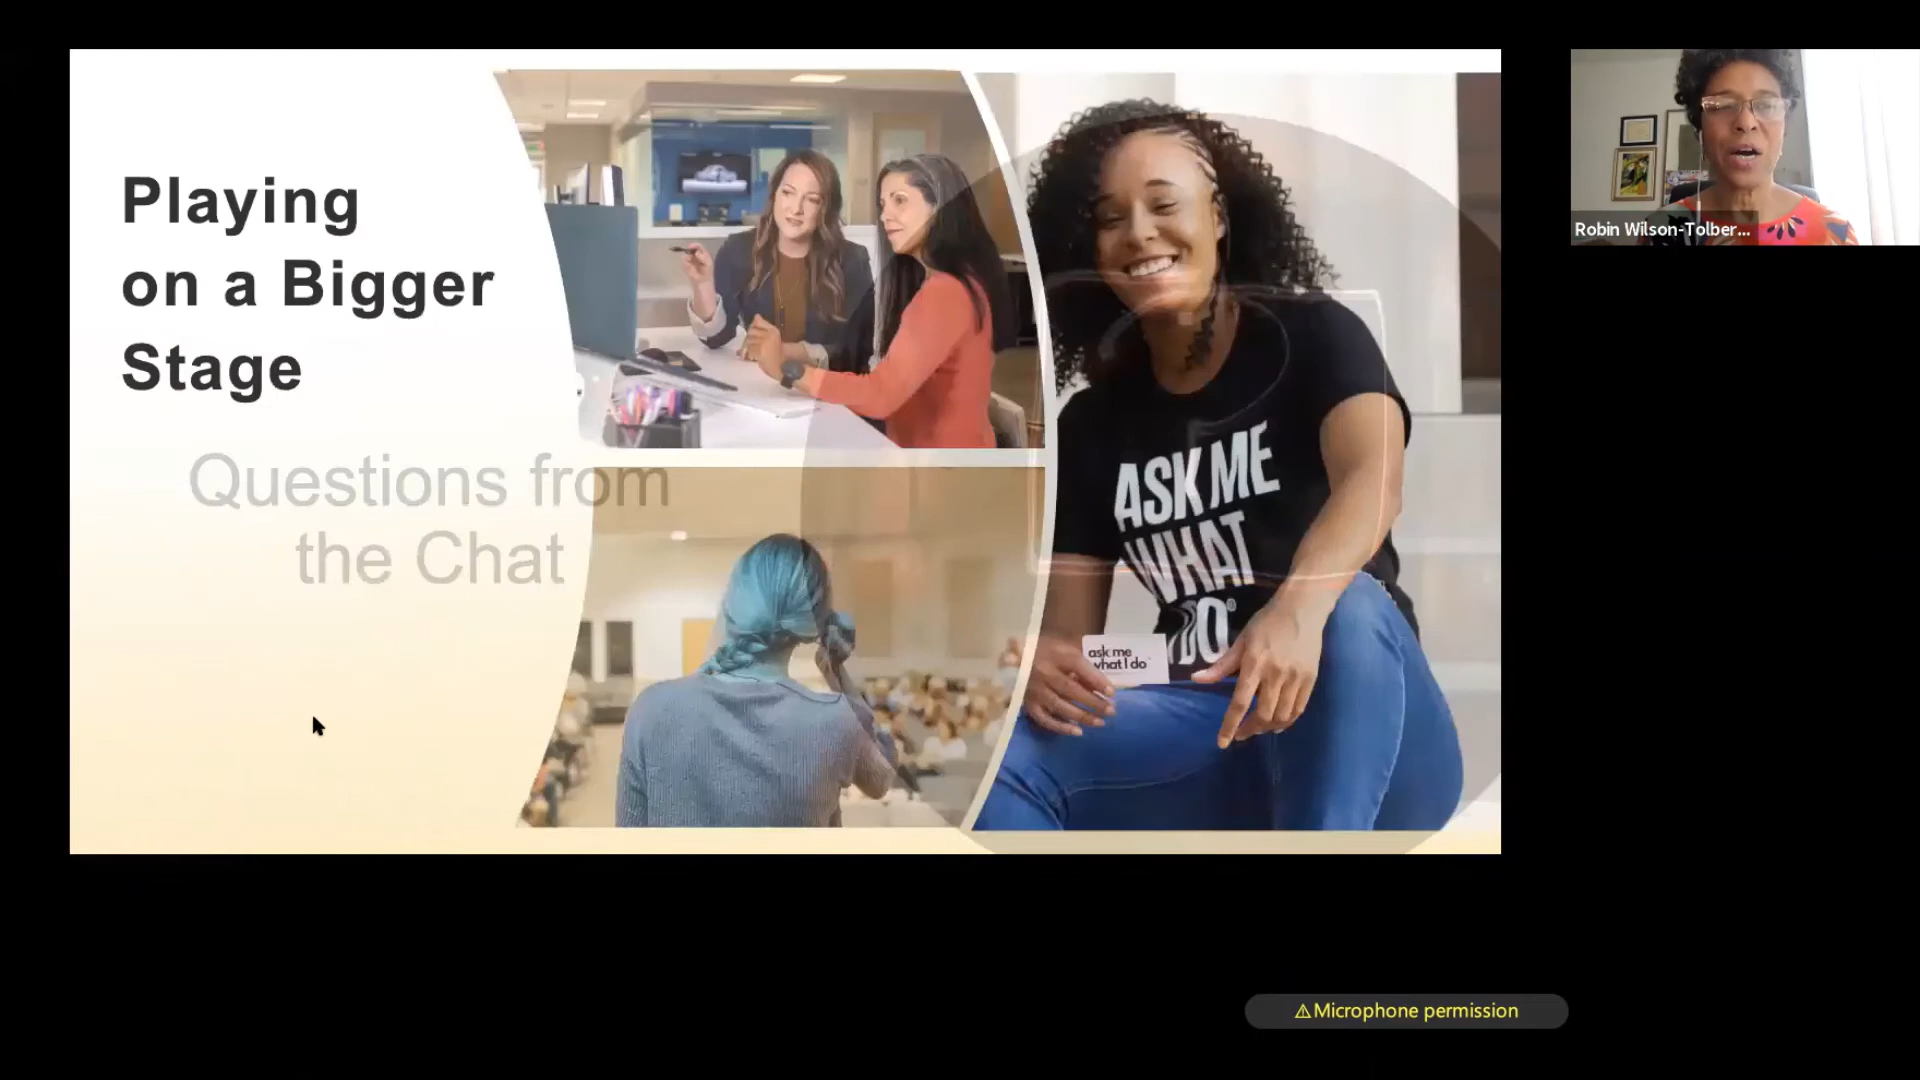 Playing
on a Bigger
Stage
Questions from
the Chat
ASK ME
WHAT
DO®
ask me
what I do
Robin Wilson-Tolber...
⚠Microphone permission